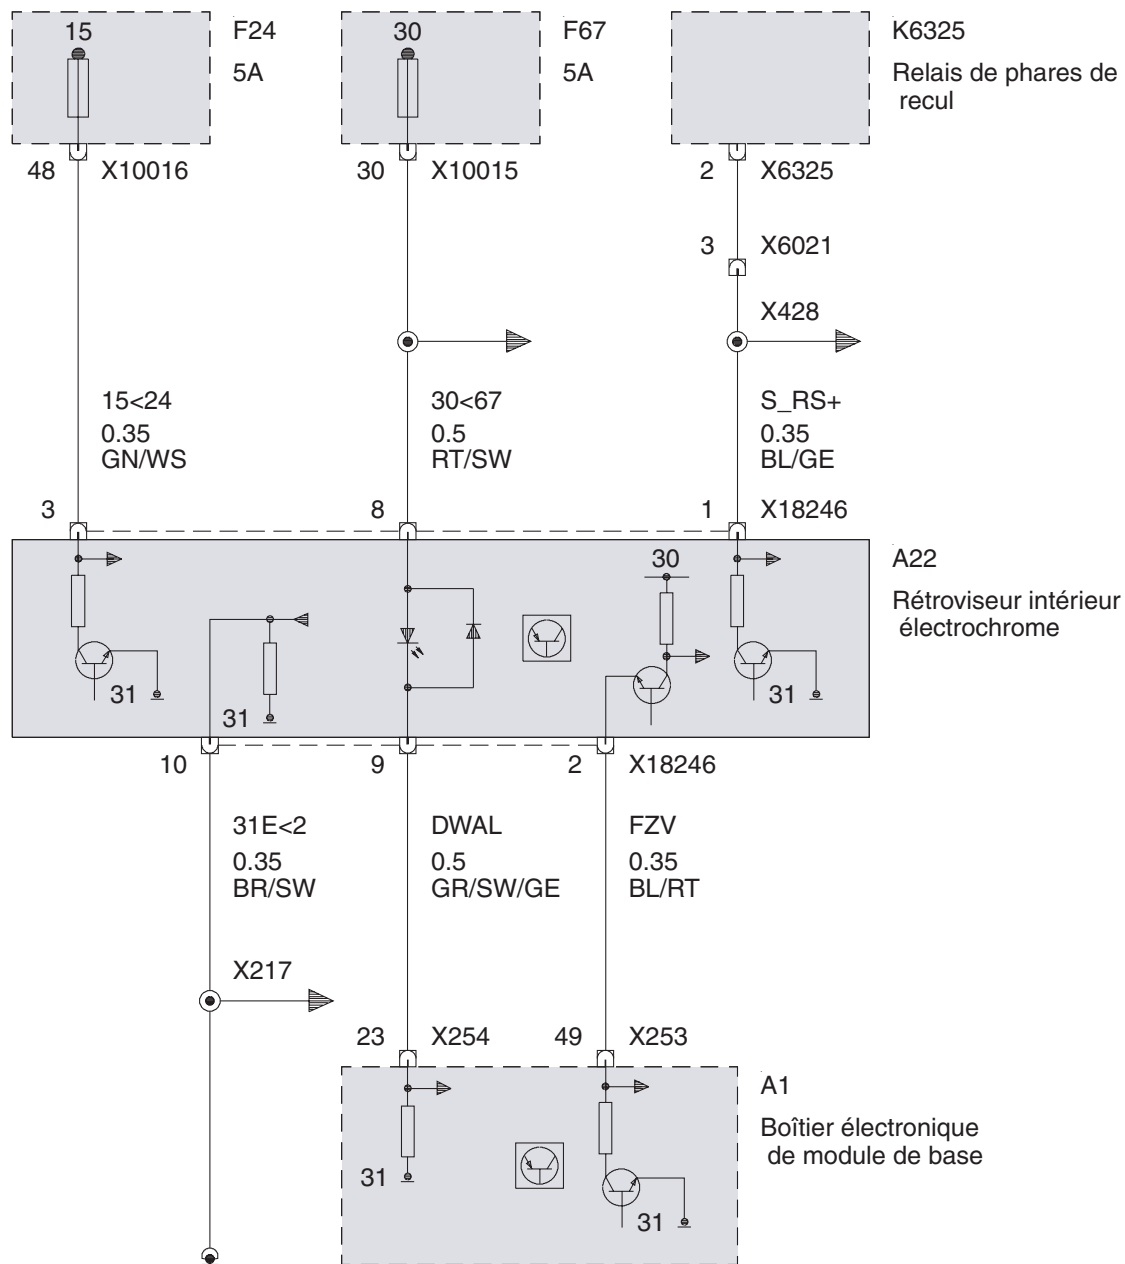 15
F24
5A
30
F67
5A
K6325
Relais de phares de
recul
48
X10016
30
X10015
2
X6325
3
X6021
X428
15<24
0.35
GN/WS
30<67
0.5
RT/SW
S_RS+
0.35
BL/GE
3
8
1
X18246
A22
Rétroviseur intérieur
électrochrome
30
31
31
31
10
9
2
X18246
31E<2
0.35
BR/SW
DWAL
0.5
GR/SW/GE
FZV
0.35
BL/RT
X217
23
X254
49
X253
A1
Boîtier électronique
de module de base
31
31